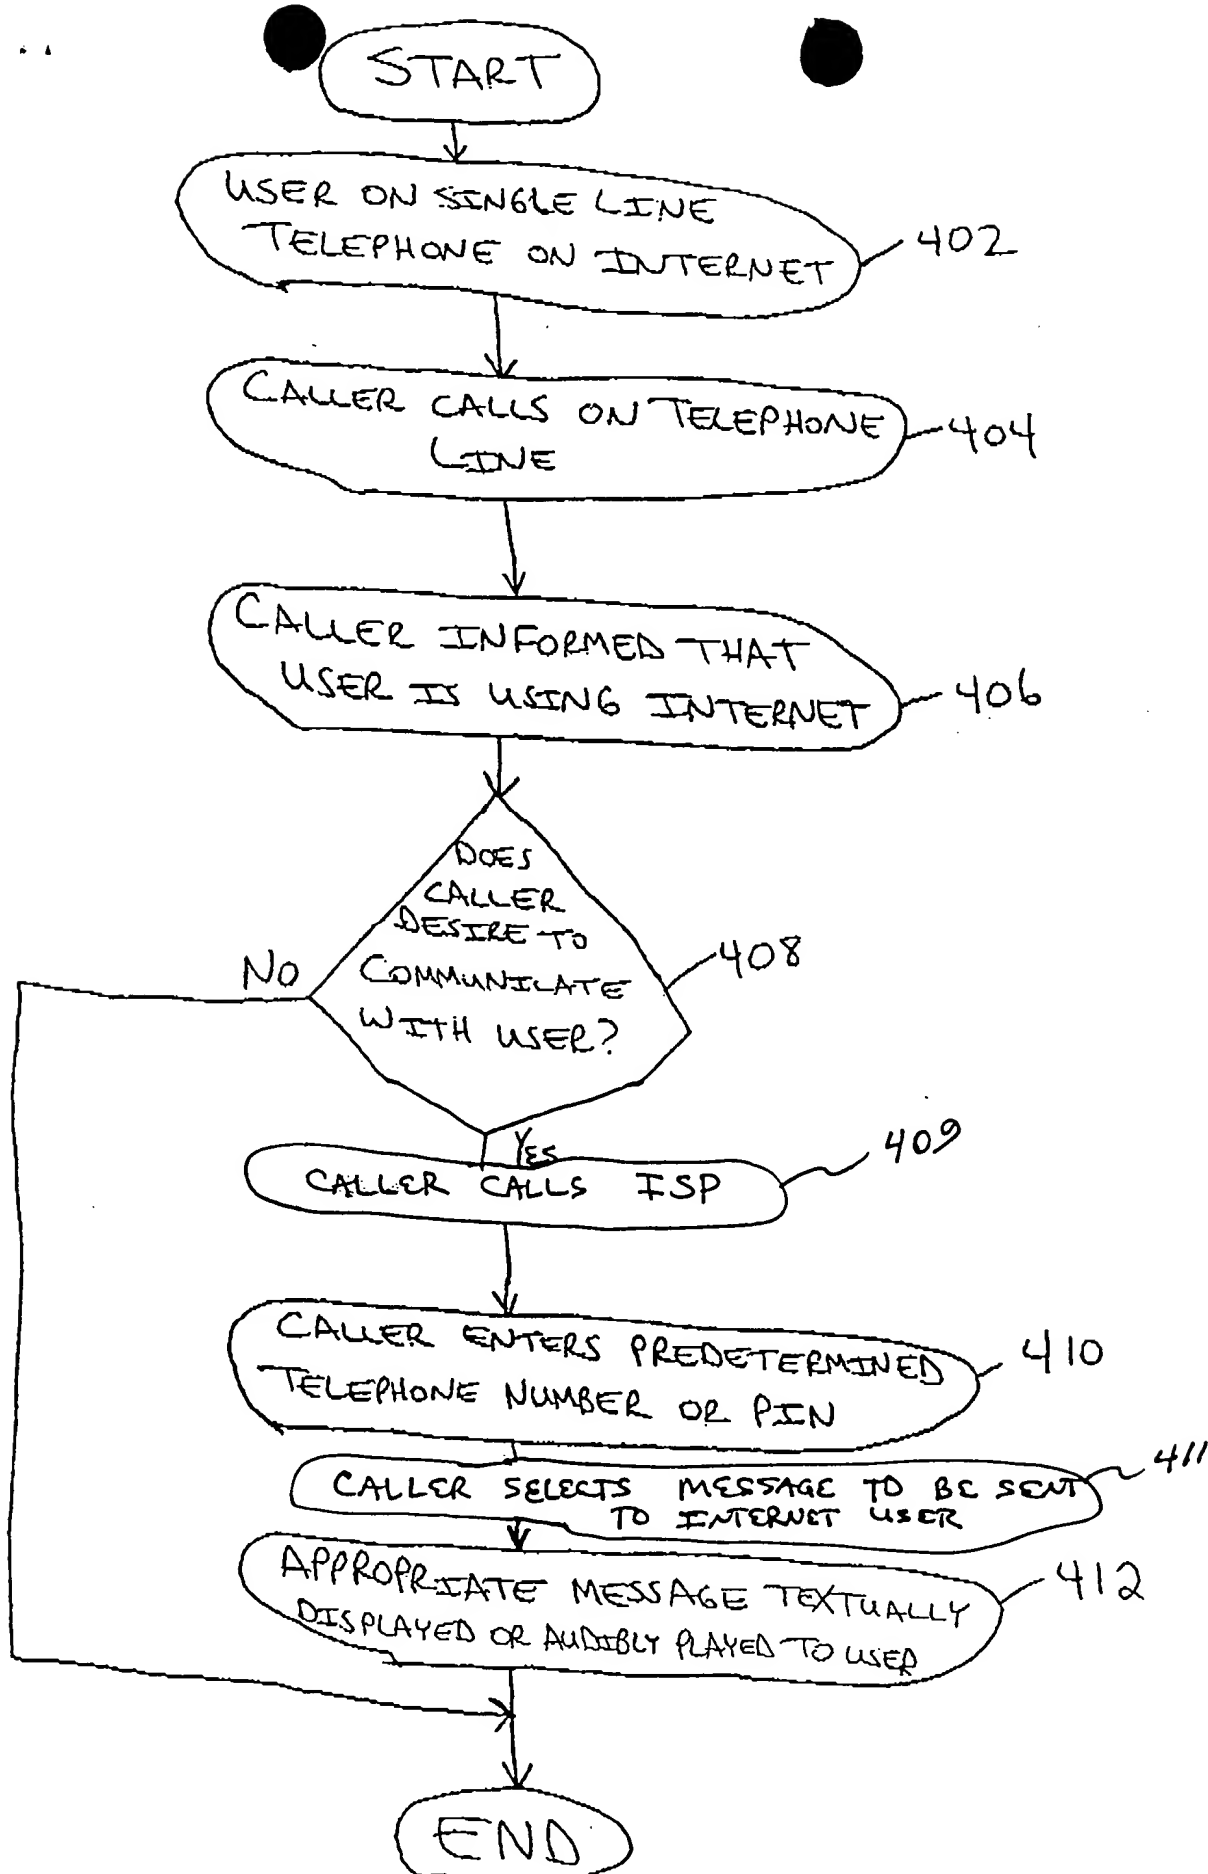 START
USER ON SINGLE LINE
TELEPHONE ON INTERNET
402
CALLER CALLS ON TELEPHONE
LINE
404
CALLER INFORMED THAT
USER IS USING INTERNET
406
DOES
CALLER
DESIRE TO
COMMUNICATE
WITH USER?
408
NO
YES
409
CALLER CALLS ISP
CALLER ENTERS PREDETERMINED
TELEPHONE NUMBER OR PIN
410
CALLER SELECTS MESSAGE TO BE SENT
TO INTERNET USER
411
APPROPRIATE MESSAGE TEXTUALLY
DISPLAYED OR AUDIBLY PLAYED TO USER
412
END